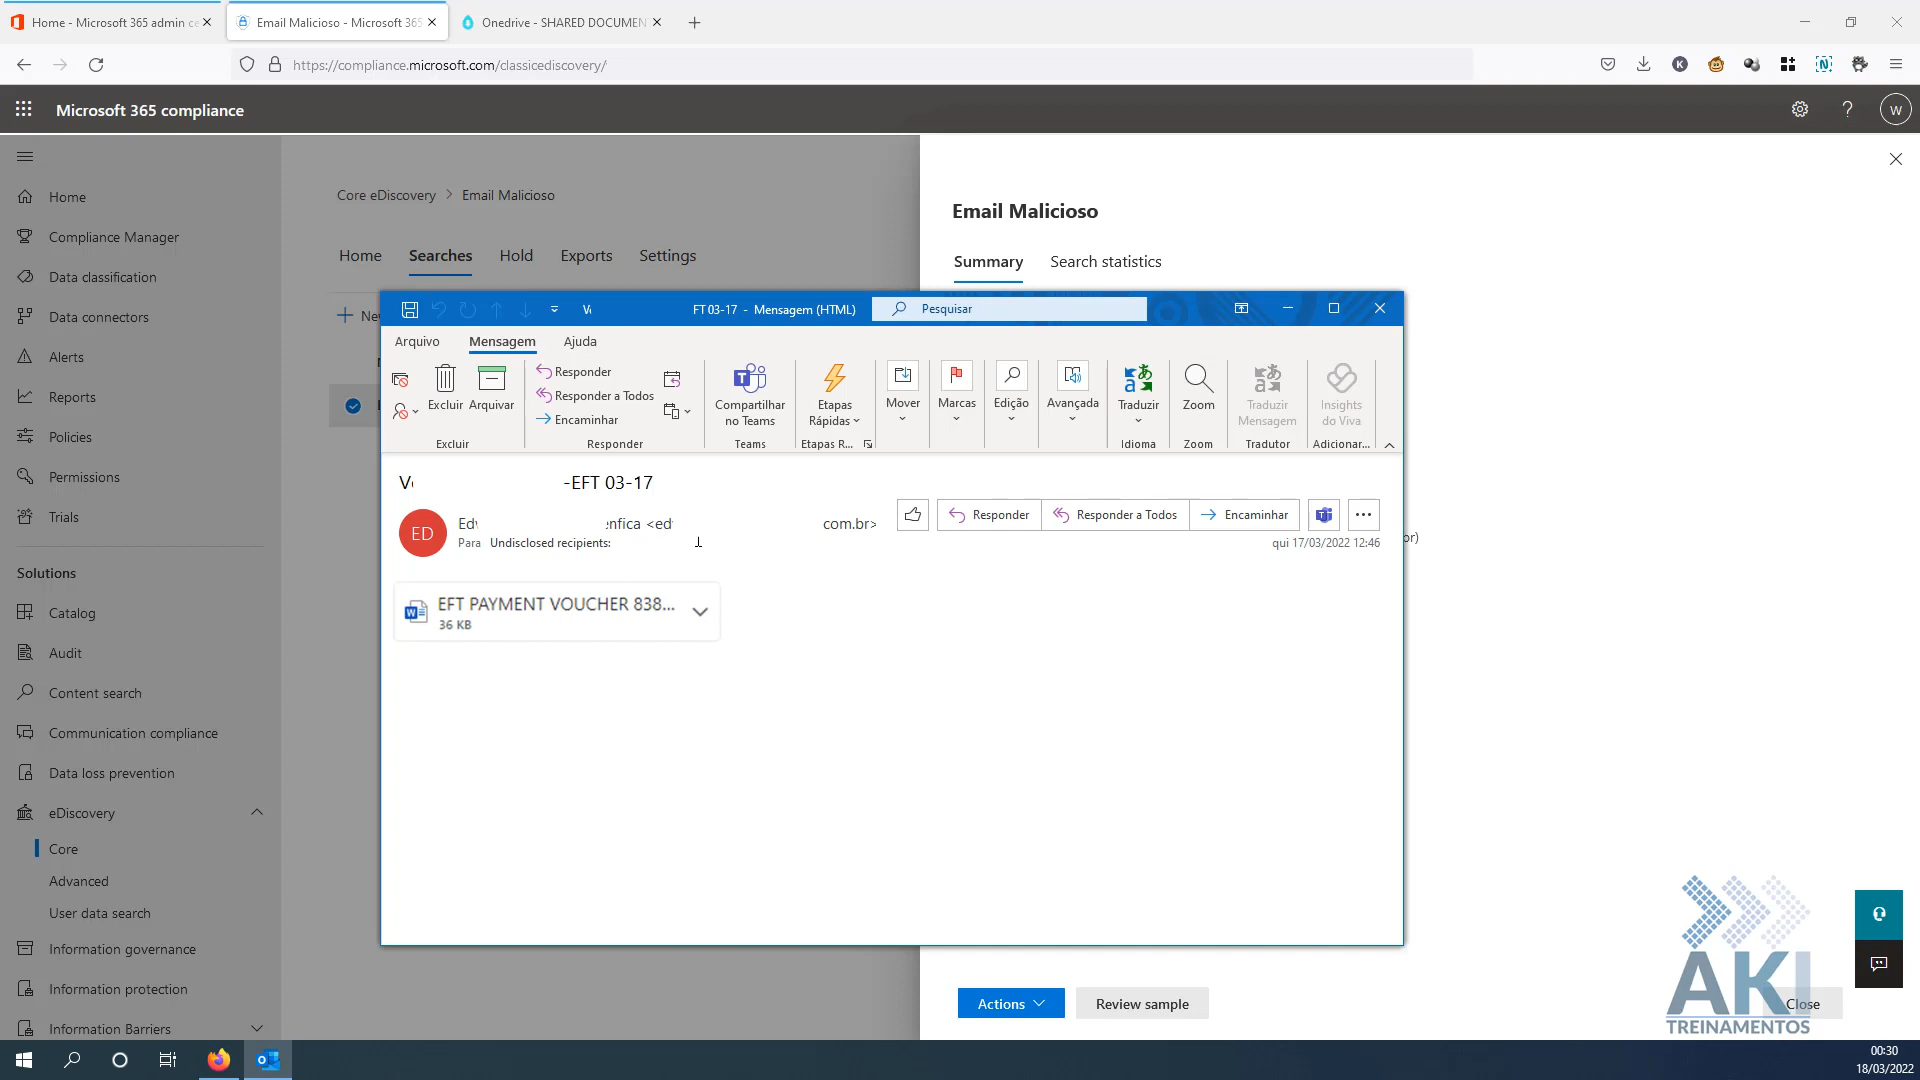 Home - Microsoft 365 admin ce
Email Malicioso - Microsoft 365
Onedrive - SHARED DOCUMEN
https://compliance.microsoft.com/classicediscovery/
Microsoft 365 compliance
W
Home
Compliance Manager
Data classification
Data connectors
Alerts
Reports
Policies
Permissions
Trials
Solutions
Catalog
Audit
Content search
Communication compliance
Data loss prevention
eDiscovery
Core
Advanced
User data search
Information governance
Information protection
Information Barriers
Core eDiscovery > Email Malicioso
Home Searches Hold Exports Settings
Email Malicioso
Summary Search statistics
FT 03-17 - Mensagem (HTML)
Pesquisar
Arquivo Mensagem Ajuda
Excluir Arquivar
Excluir
Responder
Responder a Todos
Encaminhar
Responder
Compartilhar
no Teams
Teams
Etapas
Rápidas
Etapas R...
Mover
Marcas
Edição
Avançada
Traduzir
Idioma
Zoom
Zoom
Traduzir
Mensagem
Tradutor
Insights
do Viva
Adicionar...
-EFT 03-17
ED
enfica <ed
com.br>
Para Undisclosed recipients:
Responder Responder a Todos Encaminhar
qui 17/03/2022 12:46
EFT PAYMENT VOUCHER 838...
36 KB
Actions
Review sample
Close
AKI
TREINAMENTOS
00:30
18/03/2022